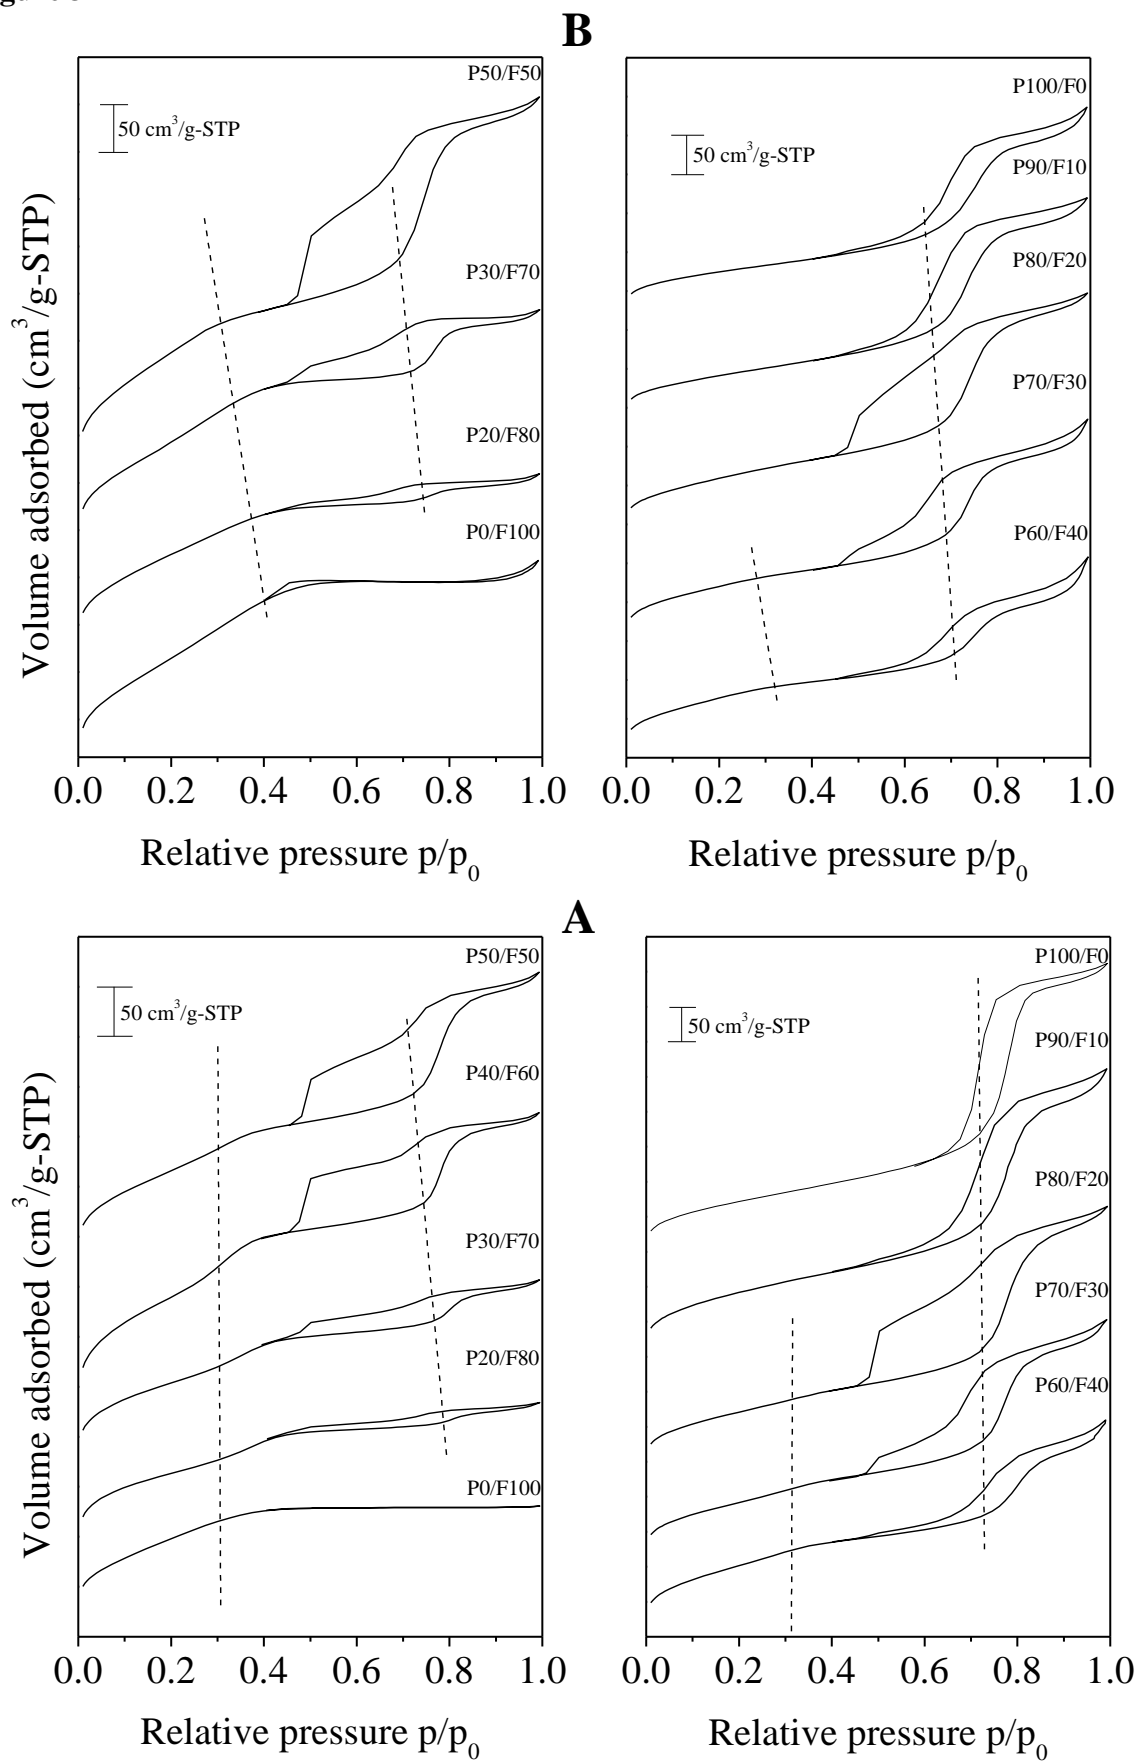 B
P50/F50
50 cm³/g-STP
P30/F70
P20/F80
P0/F100
Volume adsorbed (cm³/g-STP)
0.0 0.2 0.4 0.6 0.8 1.0
Relative pressure p/p₀
P100/F0
50 cm³/g-STP
P90/F10
P80/F20
P70/F30
P60/F40
0.0 0.2 0.4 0.6 0.8 1.0
Relative pressure p/p₀
A
P50/F50
50 cm³/g-STP
P40/F60
P30/F70
P20/F80
P0/F100
Volume adsorbed (cm³/g-STP)
0.0 0.2 0.4 0.6 0.8 1.0
Relative pressure p/p₀
P100/F0
50 cm³/g-STP
P90/F10
P80/F20
P70/F30
P60/F40
0.0 0.2 0.4 0.6 0.8 1.0
Relative pressure p/p₀